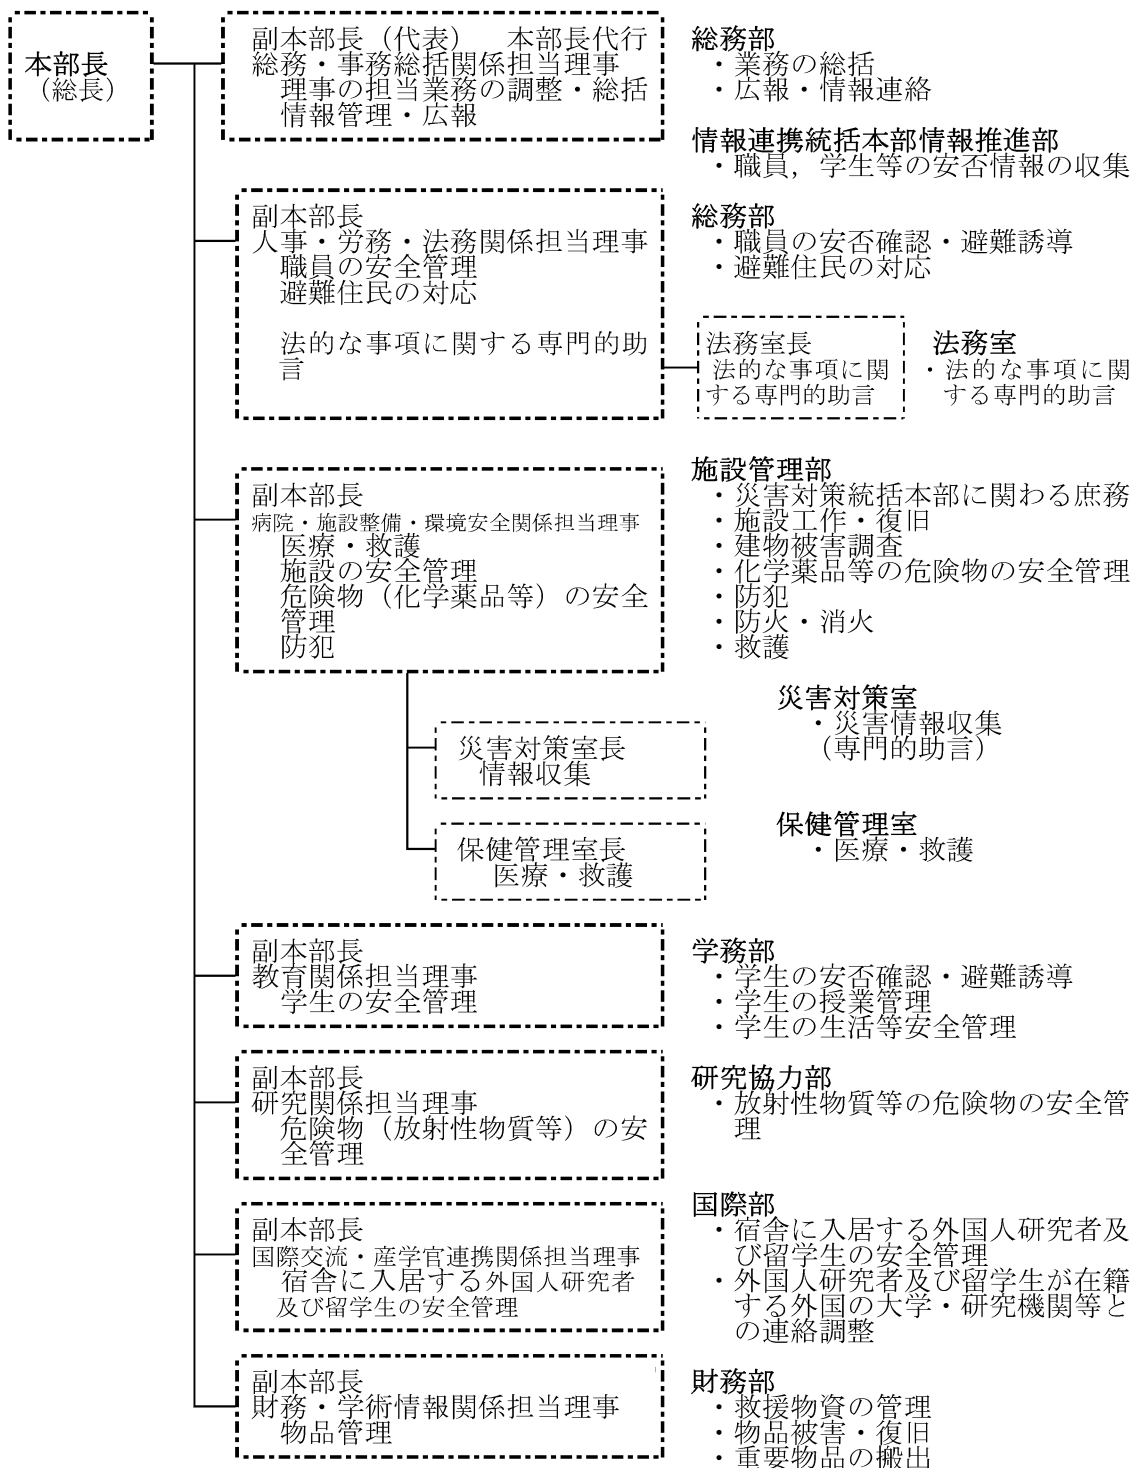 本部長
（総長）
副本部長（代表）　本部長代行
総務・事務総括関係担当理事
理事の担当業務の調整・総括
情報管理・広報
総務部
・業務の総括
・広報・情報連絡
情報連携統括本部情報推進部
・職員，学生等の安否情報の収集
副本部長
人事・労務・法務関係担当理事
職員の安全管理
避難住民の対応
法的な事項に関する専門的助
言
総務部
・職員の安否確認・避難誘導
・避難住民の対応
法務室長
法的な事項に関
する専門的助言
法務室
・法的な事項に関
する専門的助言
副本部長
病院・施設整備・環境安全関係担当理事
医療・救護
施設の安全管理
危険物（化学薬品等）の安全
管理
防犯
施設管理部
・災害対策統括本部に関わる庶務
・施設工作・復旧
・建物被害調査
・化学薬品等の危険物の安全管理
・防犯
・防火・消火
・救護
災害対策室長
情報収集
災害対策室
・災害情報収集
（専門的助言）
保健管理室長
医療・救護
保健管理室
・医療・救護
副本部長
教育関係担当理事
学生の安全管理
学務部
・学生の安否確認・避難誘導
・学生の授業管理
・学生の生活等安全管理
副本部長
研究関係担当理事
危険物（放射性物質等）の安
全管理
研究協力部
・放射性物質等の危険物の安全管
理
副本部長
国際交流・産学官連携関係担当理事
宿舎に入居する外国人研究者
及び留学生の安全管理
国際部
・宿舎に入居する外国人研究者及
び留学生の安全管理
・外国人研究者及び留学生が在籍
する外国の大学・研究機関等と
の連絡調整
副本部長
財務・学術情報関係担当理事
物品管理
財務部
・救援物資の管理
・物品被害・復旧
・重要物品の搬出